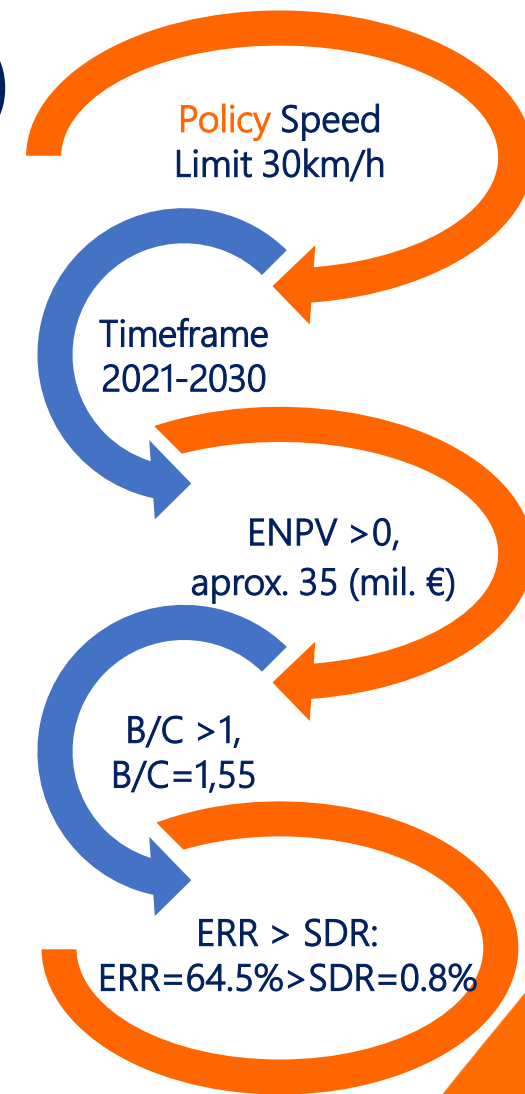 Policy Speed
Limit 30km/h
Timeframe
2021-2030
ENPV >0,
aprox. 35 (mil. €)
B/C >1,
B/C=1,55
ERR > SDR:
ERR=64.5%>SDR=0.8%